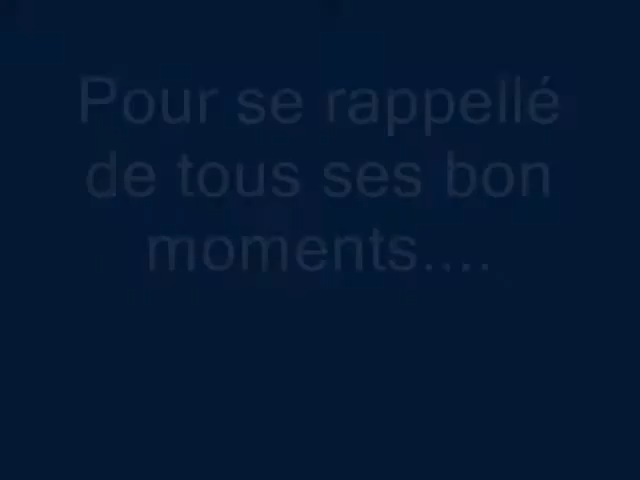 Pour se rappellé
de tous ses bon
moments....